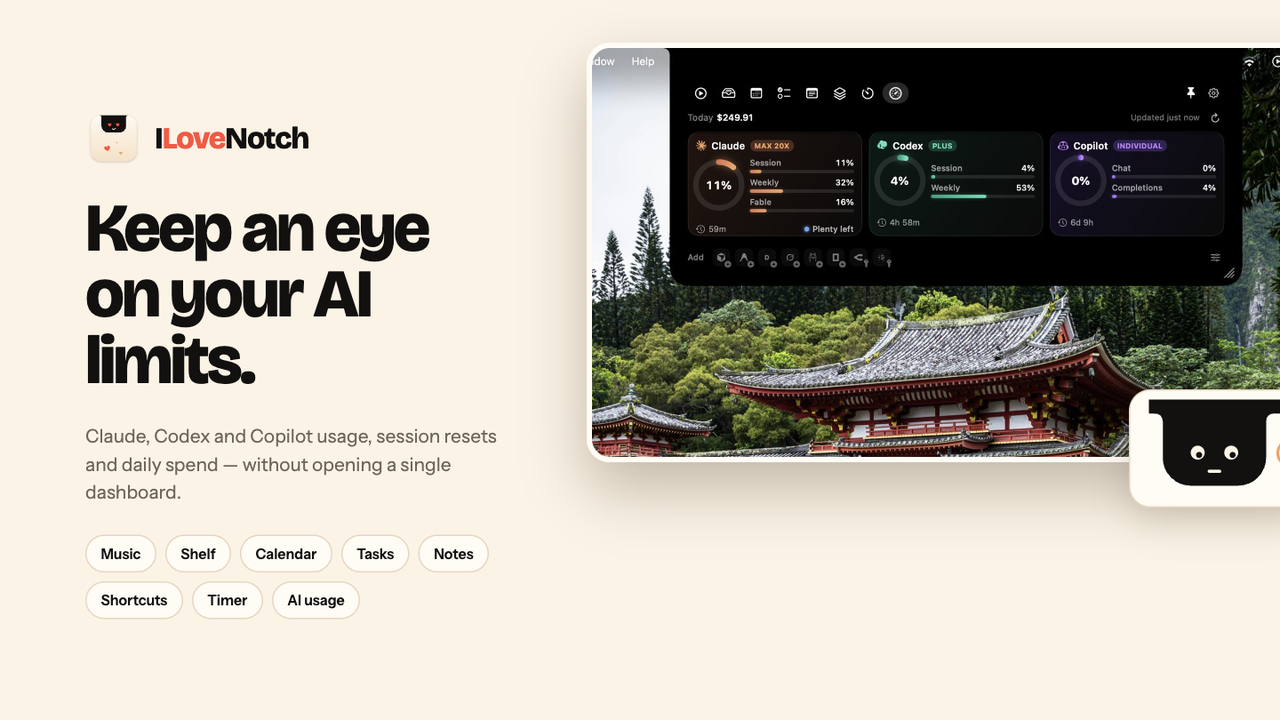 ILoveNotch
Keep an eye
on your AI
limits.
Claude, Codex and Copilot usage, session resets
and daily spend — without opening a single
dashboard.
Music
Shelf
Calendar
Tasks
Notes
Shortcuts
Timer
AI usage
dow Help
Today $249.91
Updated just now
Claude MAX 20X
11%
Session 11%
Weekly 32%
Fable 16%
59m
Plenty left
Codex PLUS
4%
Session 4%
Weekly 53%
4h 58m
Copilot INDIVIDUAL
0%
Chat 0%
Completions 4%
6d 9h
Add